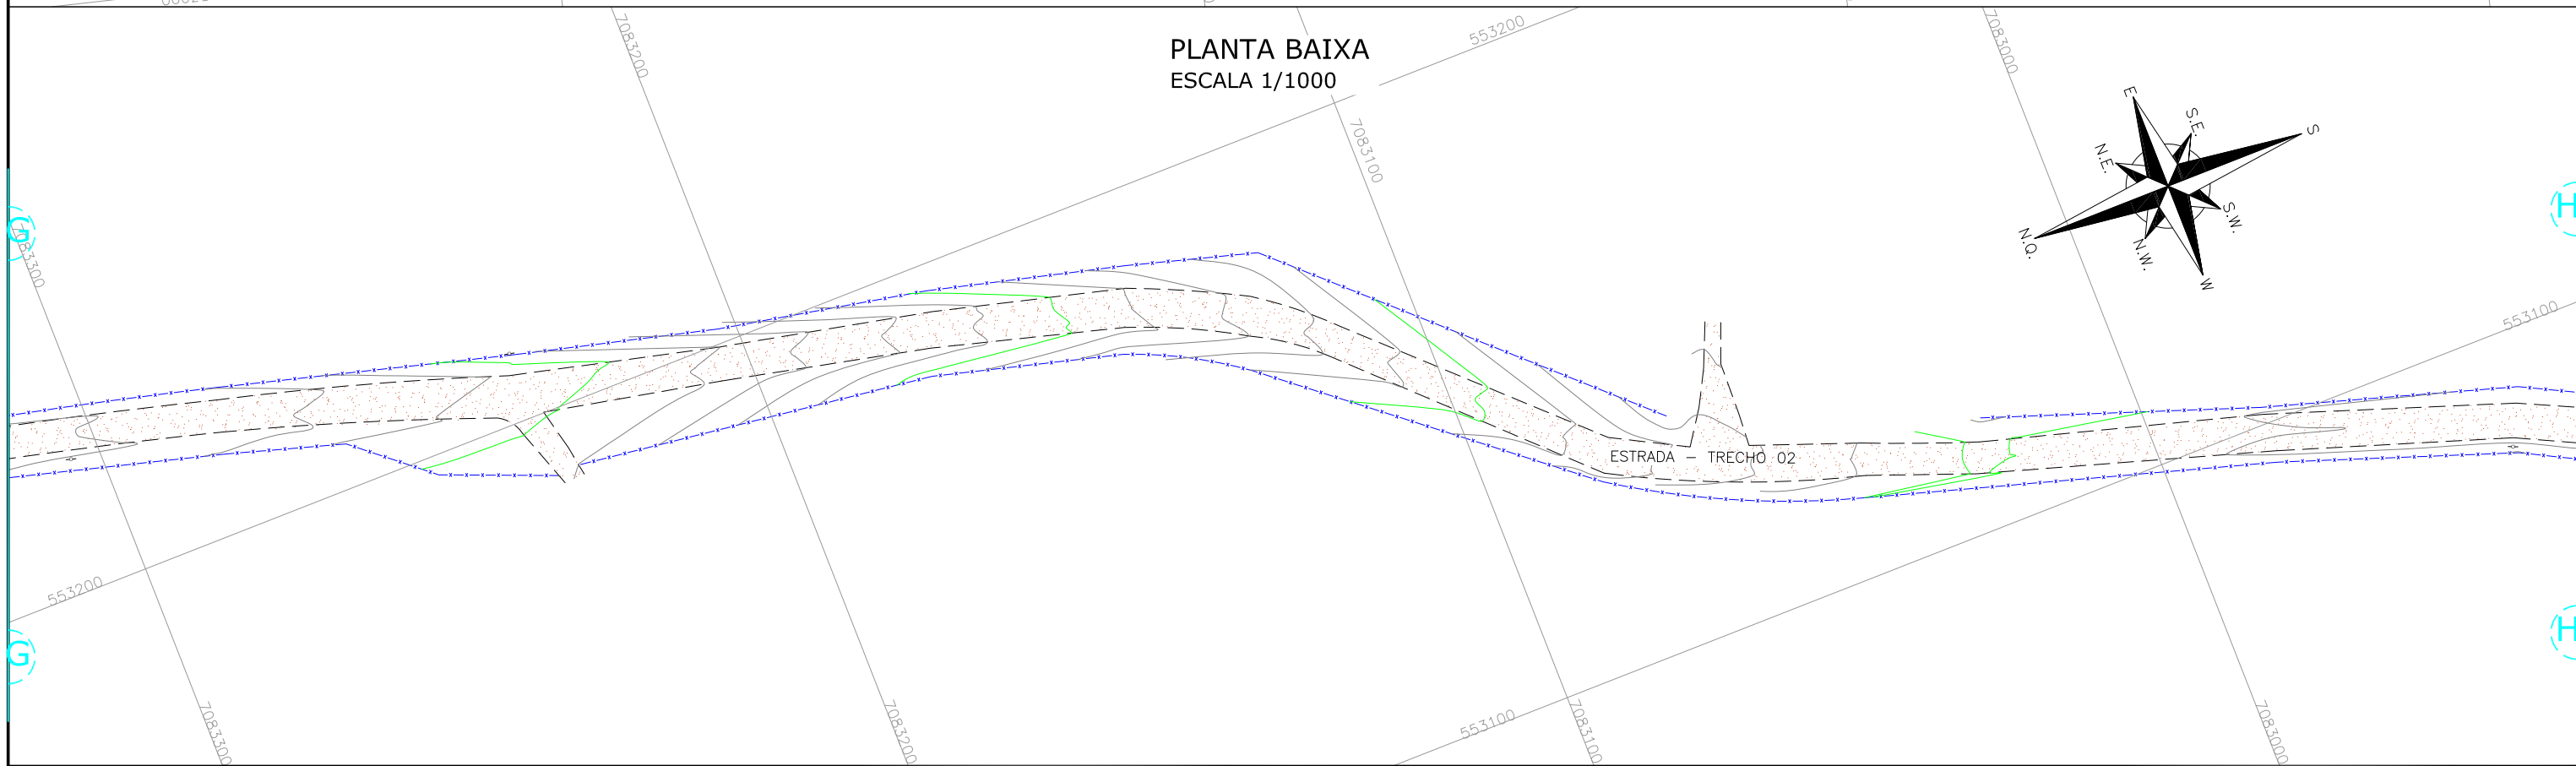 7083200
553200
7083000
PLANTA BAIXA
ESCALA 1/1000
E
S.E.
S
N.E.
7083100
G
H
S.W.
7083300
N.Q.
N.W.
W
553100
ESTRADA - TRECHO 02
553200
G
H
553100
7083300
7083200
7083100
7083000